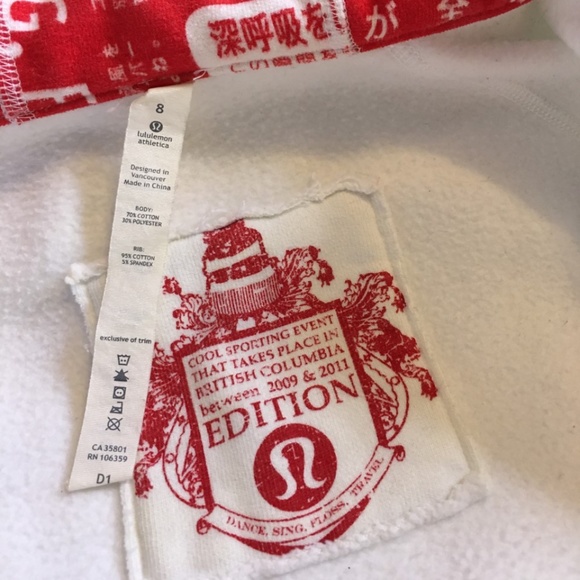 深呼吸を
が
8
lululemon
athletica
Designed in
Vancouver
Made in China
BODY:
70% COTTON
30% POLYESTER
RIB:
95% COTTON
5% SPANDEX
exclusive of trim
CA 35801
RN 106359
D1
COOL SPORTING EVENT
THAT TAKES PLACE IN
BRITISH COLUMBIA
between 2009 & 2011
EDITION
DANCE, SING, FLOSS, TRAVEL